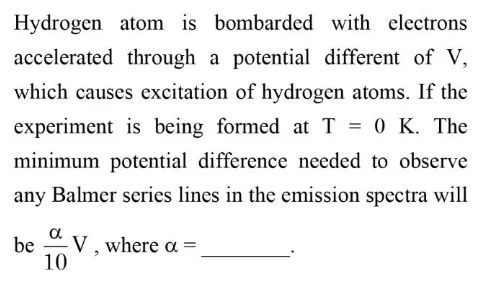 Hydrogen atom is bombarded with electrons
accelerated through a potential different of V,
which causes excitation of hydrogen atoms. If the
experiment is being formed at T = 0 K. The
minimum potential difference needed to observe
any Balmer series lines in the emission spectra will
be α/10 V , where α = ________.